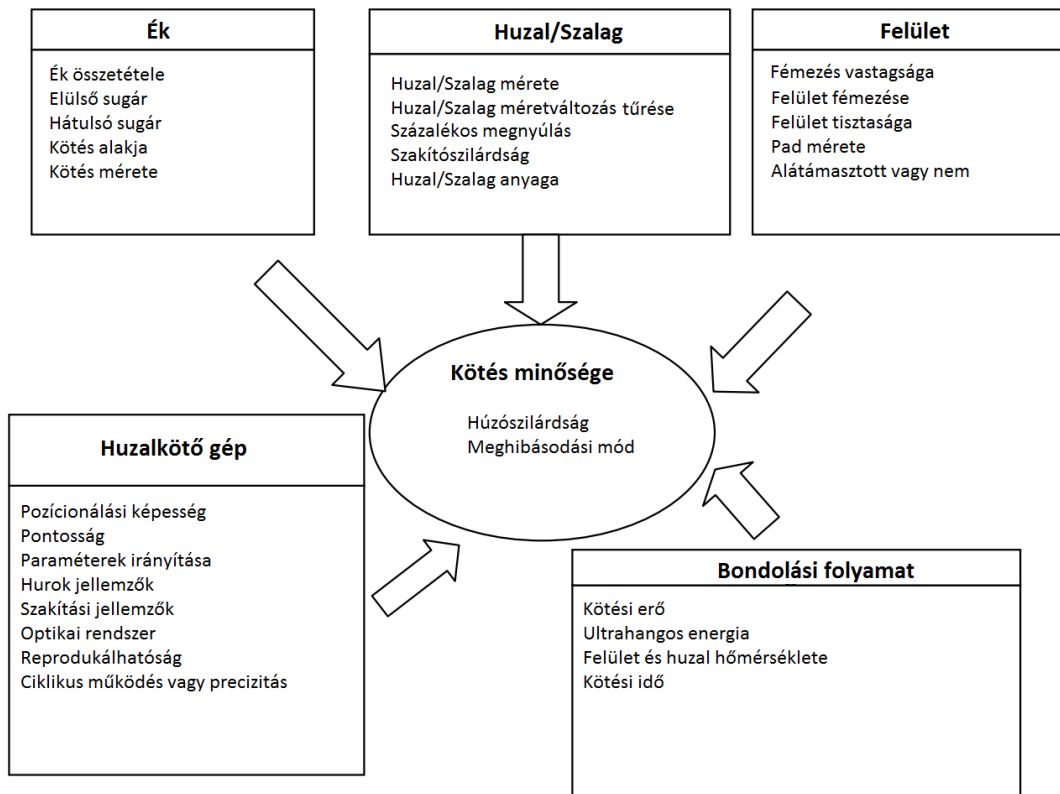 Ék
Ék összetétele
Elülső sugár
Hátulsó sugár
Kötés alakja
Kötés mérete
Huzal/Szalag
Huzal/Szalag mérete
Huzal/Szalag méretváltozás tűrése
Százalékos megnyúlás
Szakítószilárdság
Huzal/Szalag anyaga
Felület
Fémezés vastagsága
Felület fémezése
Felület tisztasága
Pad mérete
Alátámasztott vagy nem
Kötés minősége
Húzószilárdság
Meghibásodási mód
Huzalkötő gép
Pozícionálási képesség
Pontosság
Paraméterek irányítása
Hurok jellemzők
Szakítási jellemzők
Optikai rendszer
Reprodukálhatóság
Ciklikus működés vagy precizitás
Bondolási folyamat
Kötési erő
Ultrahangos energia
Felület és huzal hőmérséklete
Kötési idő